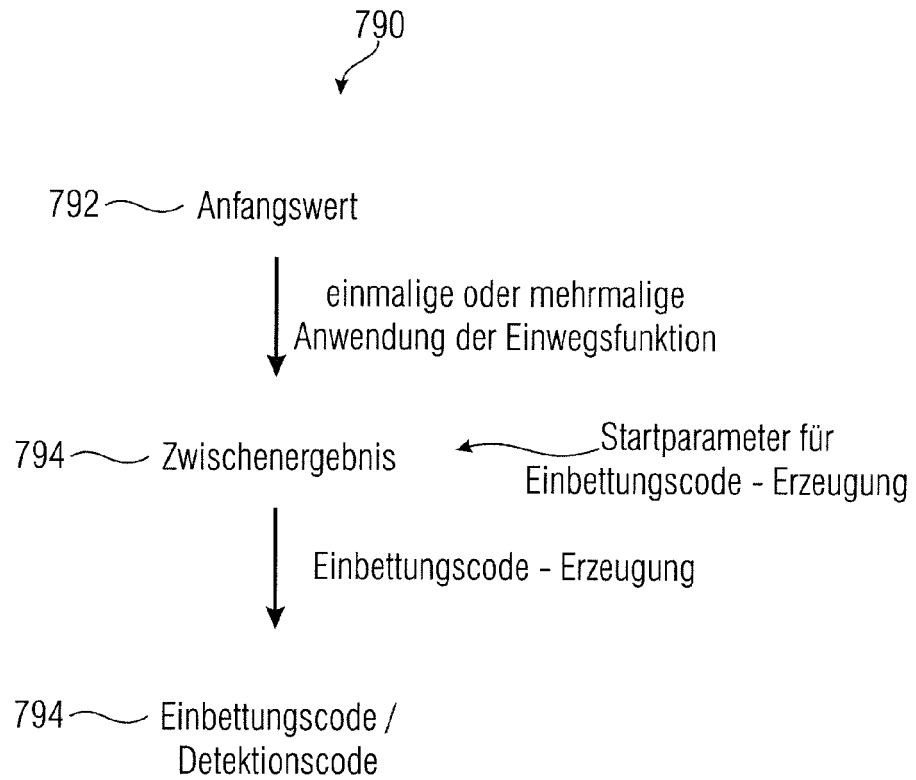 790
792 Anfangswert
einmalige oder mehrmalige
Anwendung der Einwegsfunktion
794 Zwischenergebnis
Startparameter für
Einbettungscode - Erzeugung
Einbettungscode - Erzeugung
794 Einbettungscode /
Detektionscode